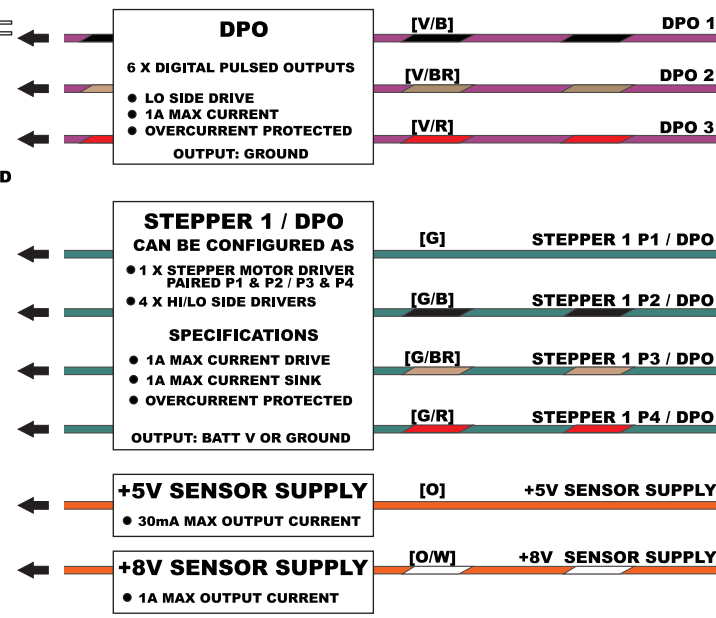 DPO
6 X DIGITAL PULSED OUTPUTS
● LO SIDE DRIVE
● 1A MAX CURRENT
● OVERCURRENT PROTECTED
OUTPUT: GROUND
[V/B] DPO 1
[V/BR] DPO 2
[V/R] DPO 3
D
STEPPER 1 / DPO
CAN BE CONFIGURED AS
● 1 X STEPPER MOTOR DRIVER
PAIRED P1 & P2 / P3 & P4
● 4 X HI/LO SIDE DRIVERS
SPECIFICATIONS
● 1A MAX CURRENT DRIVE
● 1A MAX CURRENT SINK
● OVERCURRENT PROTECTED
OUTPUT: BATT V OR GROUND
[G] STEPPER 1 P1 / DPO
[G/B] STEPPER 1 P2 / DPO
[G/BR] STEPPER 1 P3 / DPO
[G/R] STEPPER 1 P4 / DPO
+5V SENSOR SUPPLY
● 30mA MAX OUTPUT CURRENT
[O] +5V SENSOR SUPPLY
+8V SENSOR SUPPLY
● 1A MAX OUTPUT CURRENT
[O/W] +8V SENSOR SUPPLY